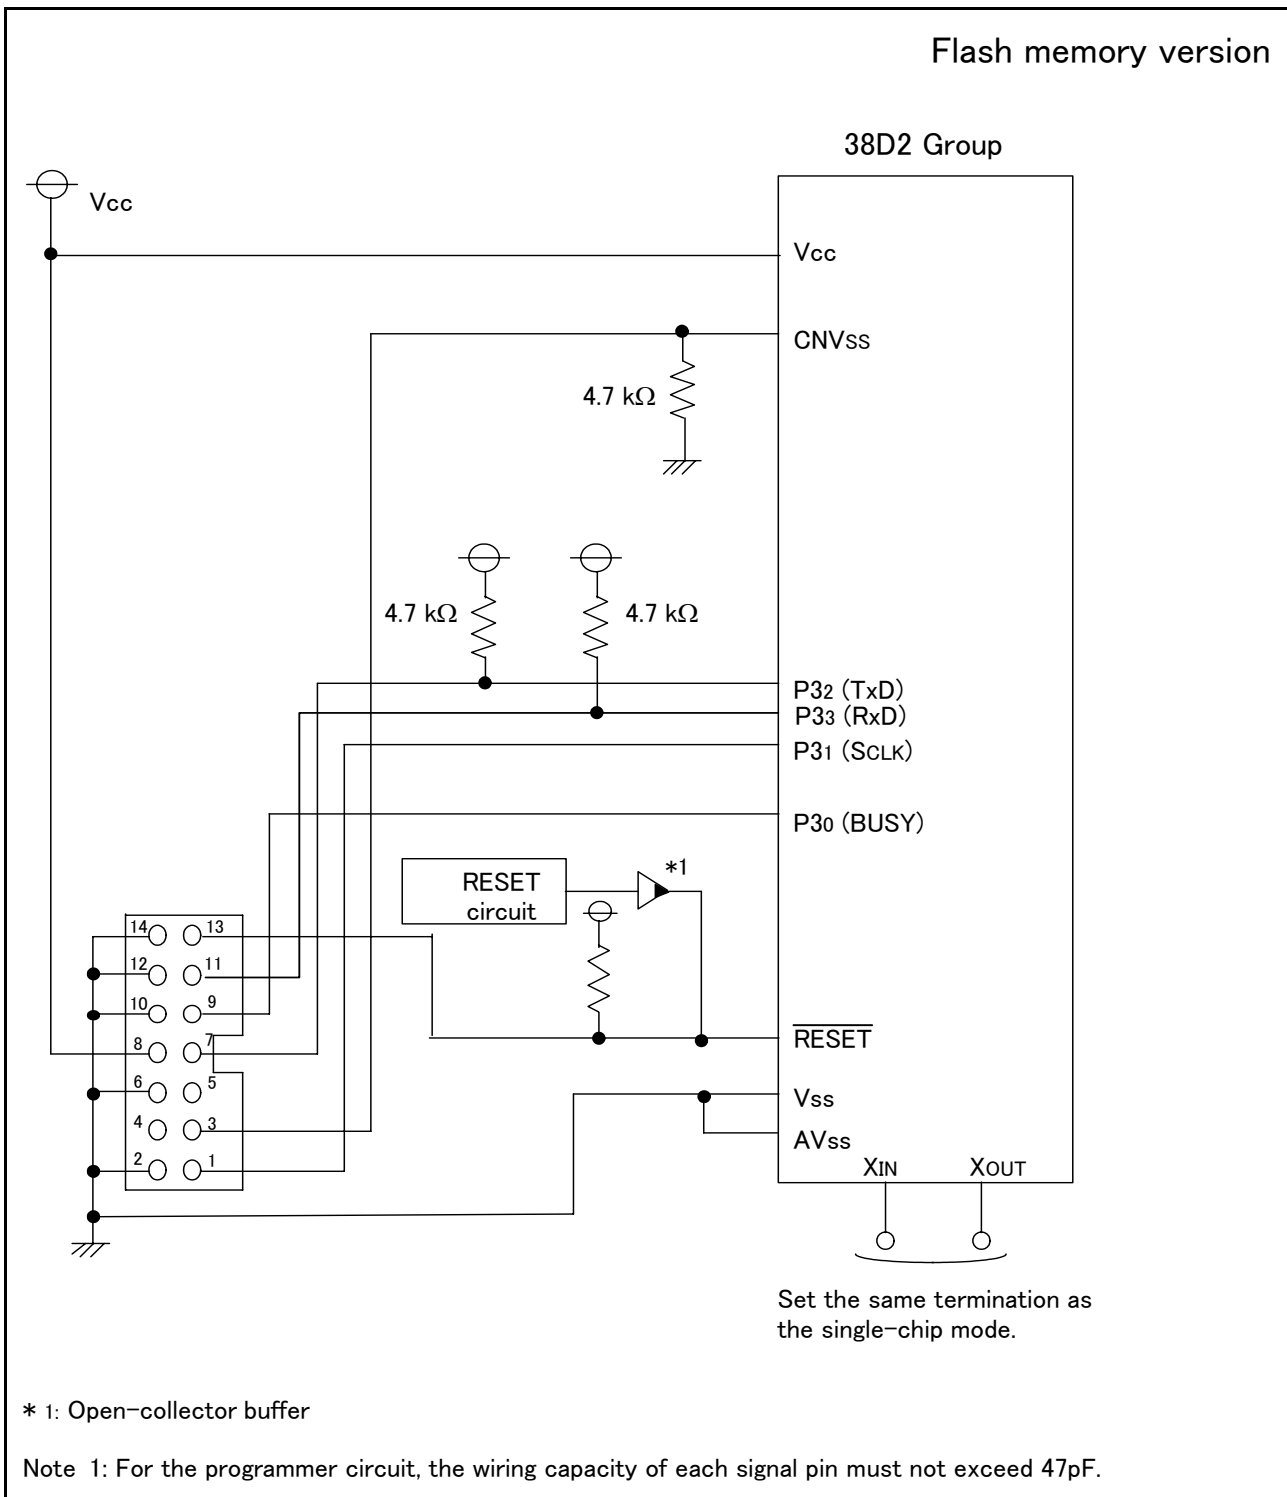 Flash memory version
38D2 Group
Vcc
Vcc
CNVss
4.7 kΩ
4.7 kΩ
4.7 kΩ
P32 (TxD)
P33 (RxD)
P31 (SCLK)
P30 (BUSY)
RESET
circuit
*1
14 13
12 11
10 9
8 7
6 5
4 3
2 1
RESET
Vss
AVss
XIN XOUT
Set the same termination as
the single-chip mode.
* 1: Open-collector buffer
Note 1: For the programmer circuit, the wiring capacity of each signal pin must not exceed 47pF.